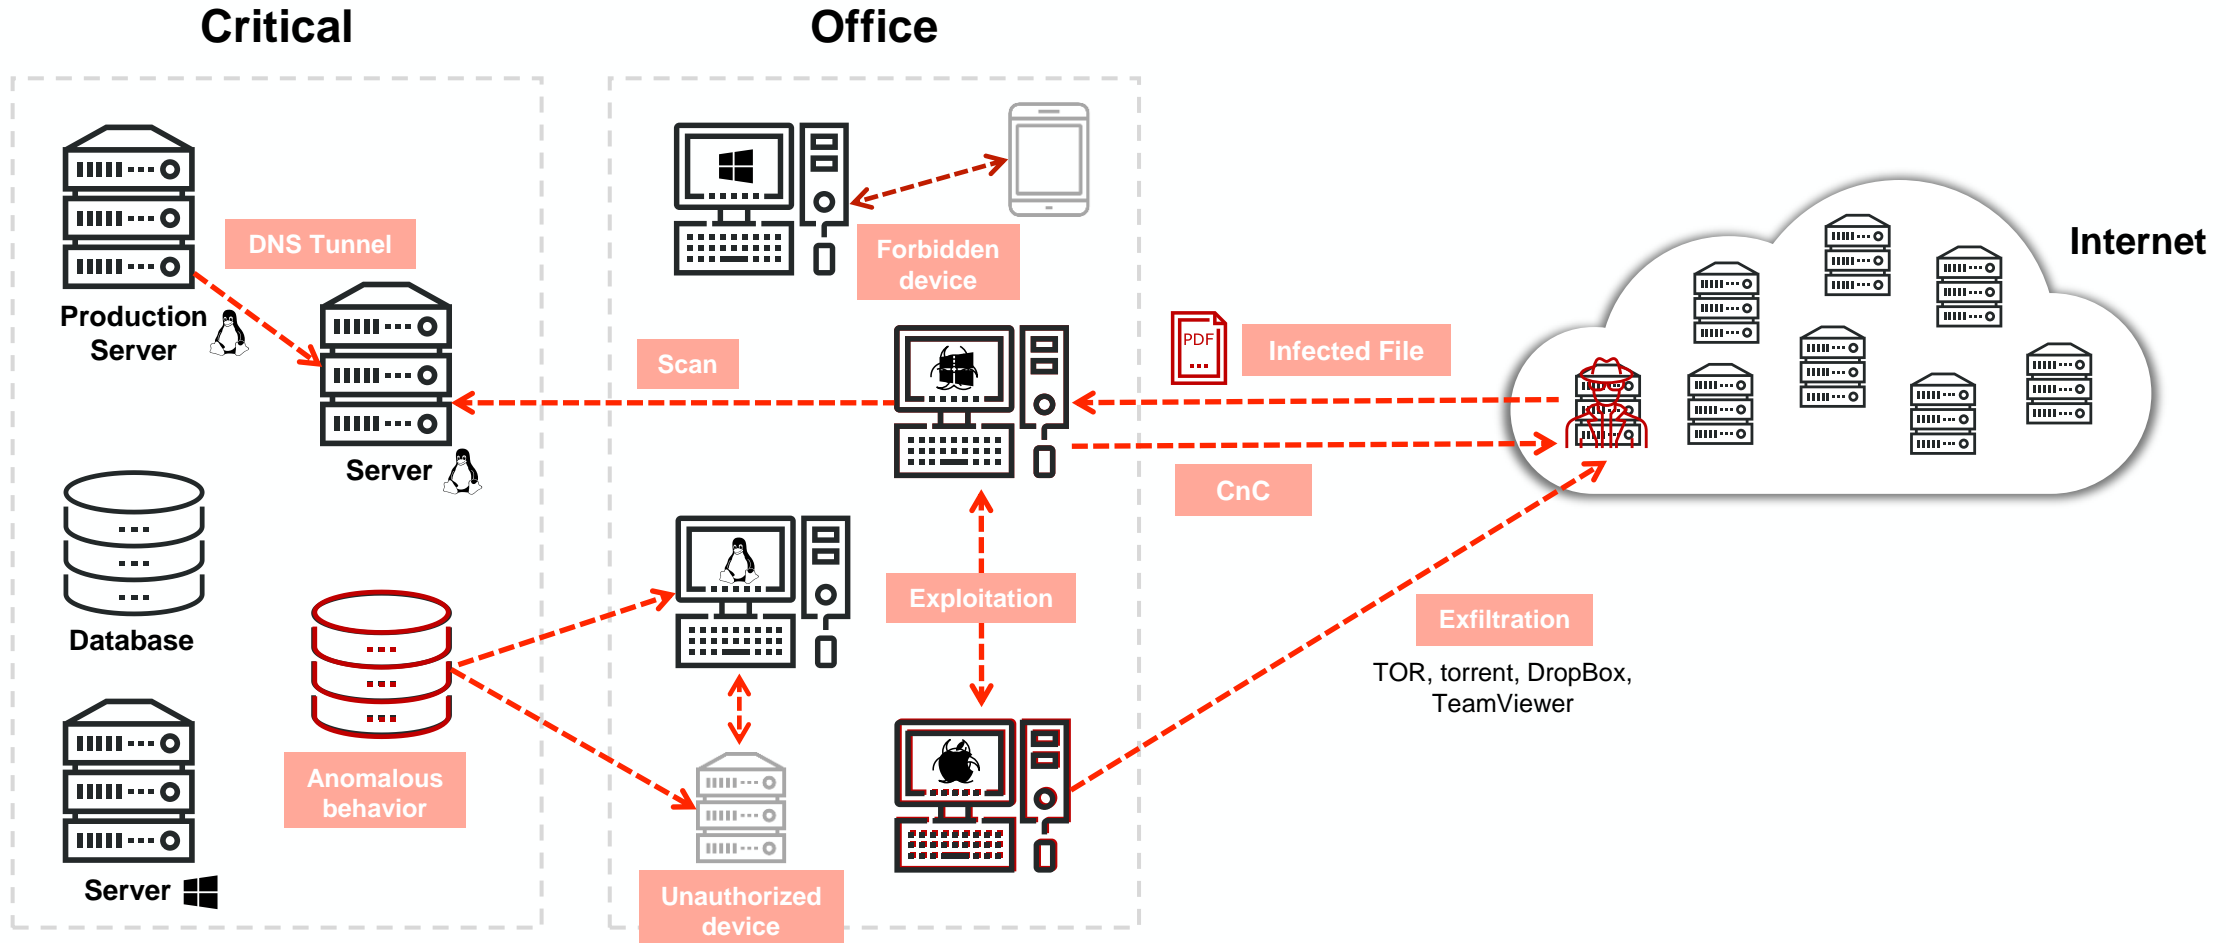 Critical
Office
Internet
DNS Tunnel
Production
Server
Server
Database
Anomalous
behavior
Server
Forbidden
device
Scan
Exploitation
Unauthorized
device
PDF
Infected File
CnC
Exfiltration
TOR, torrent, DropBox,
TeamViewer